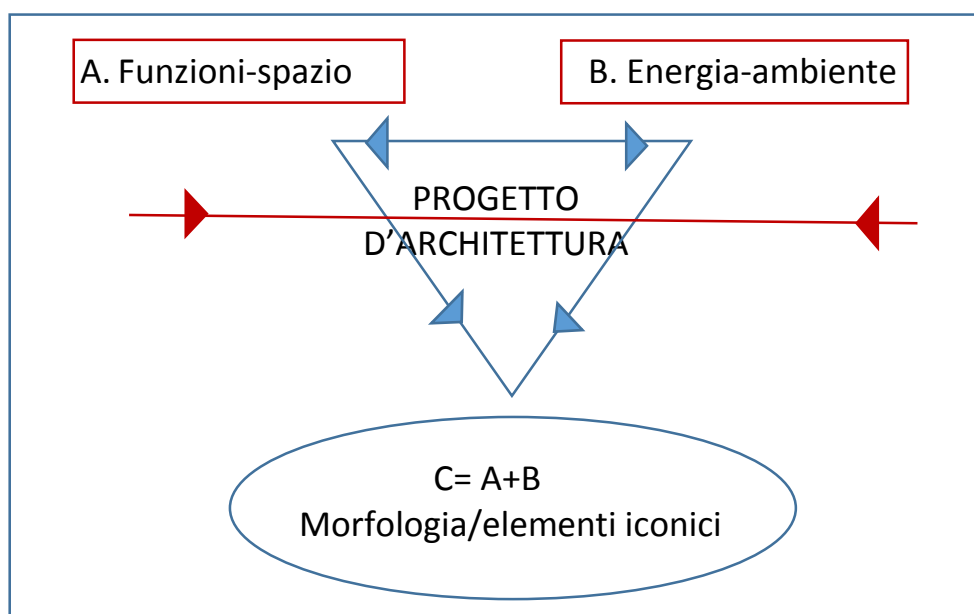 A. Funzioni-spazio
B. Energia-ambiente
PROGETTO
D’ARCHITETTURA
C= A+B
Morfologia/elementi iconici